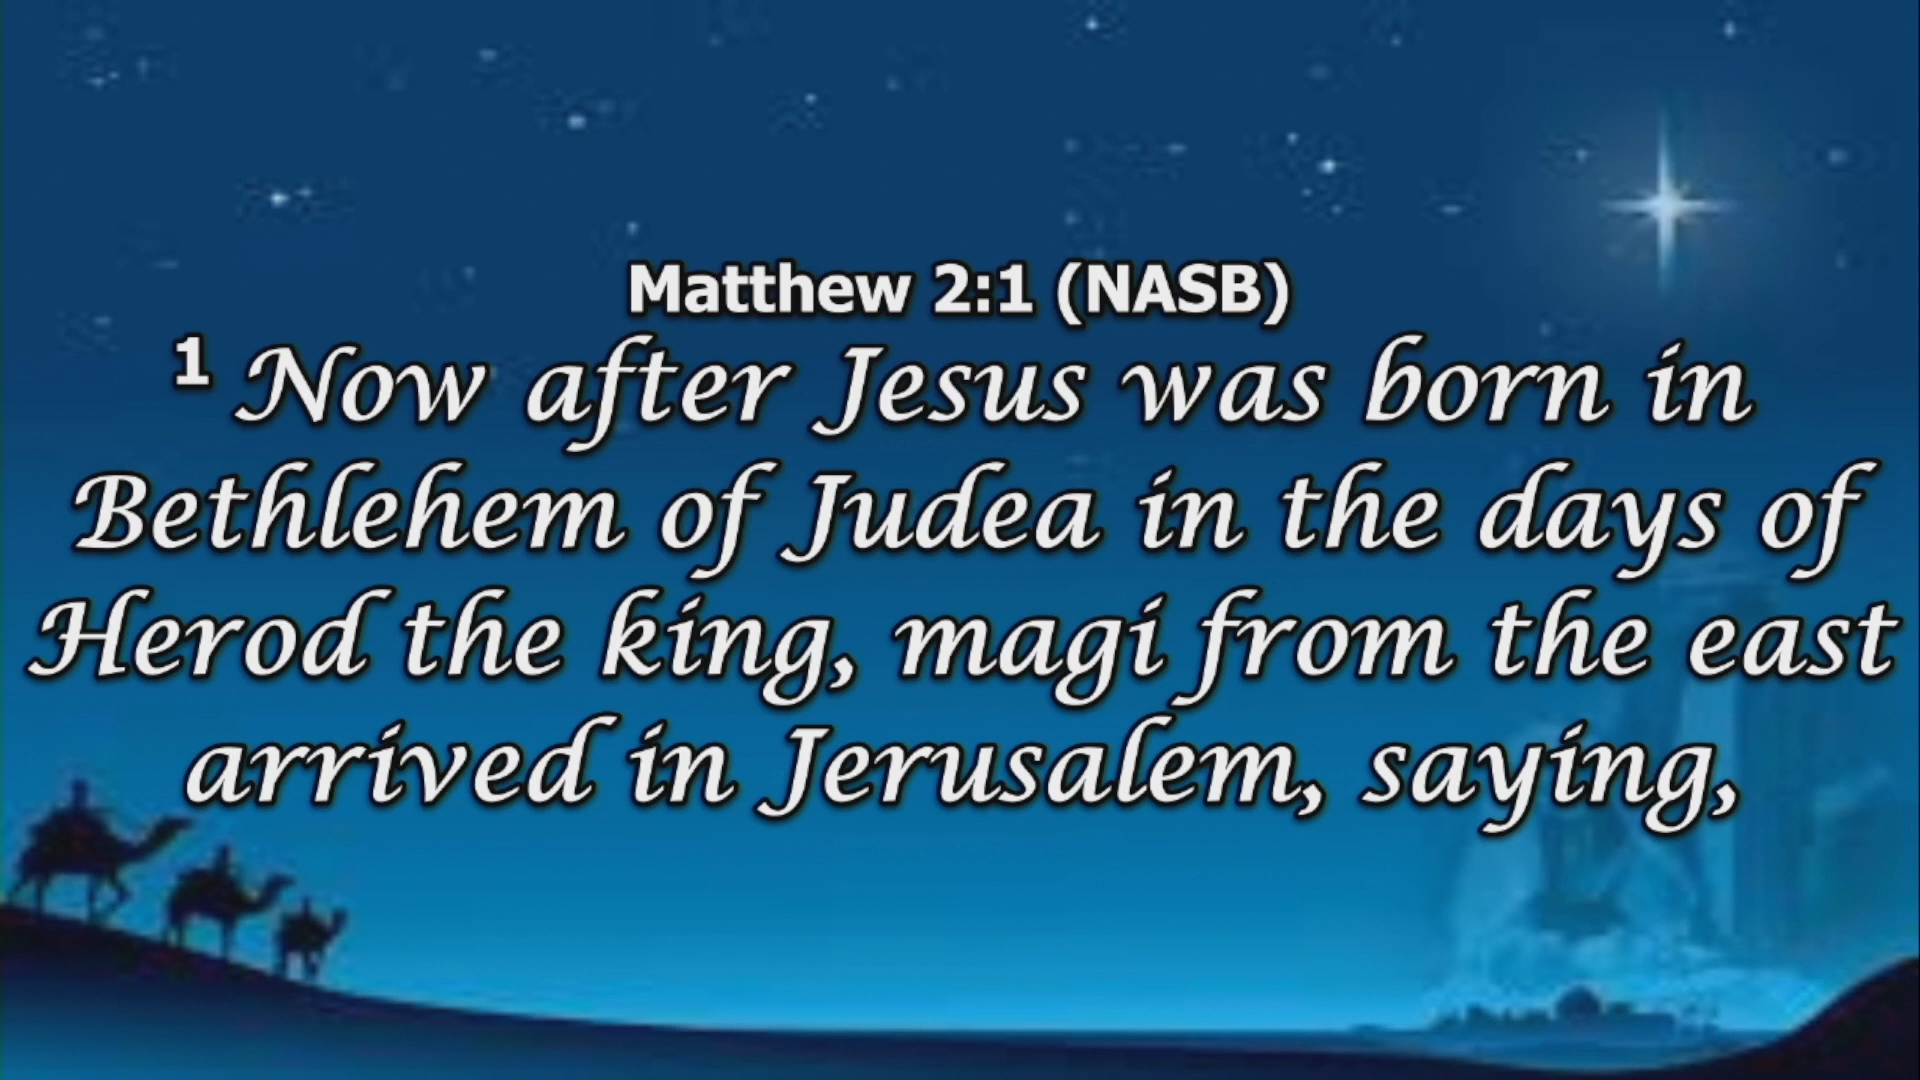 Matthew 2:1 (NASB)
1 Now after Jesus was born in
Bethlehem of Judea in the days of
Herod the king, magi from the east
arrived in Jerusalem, saying,